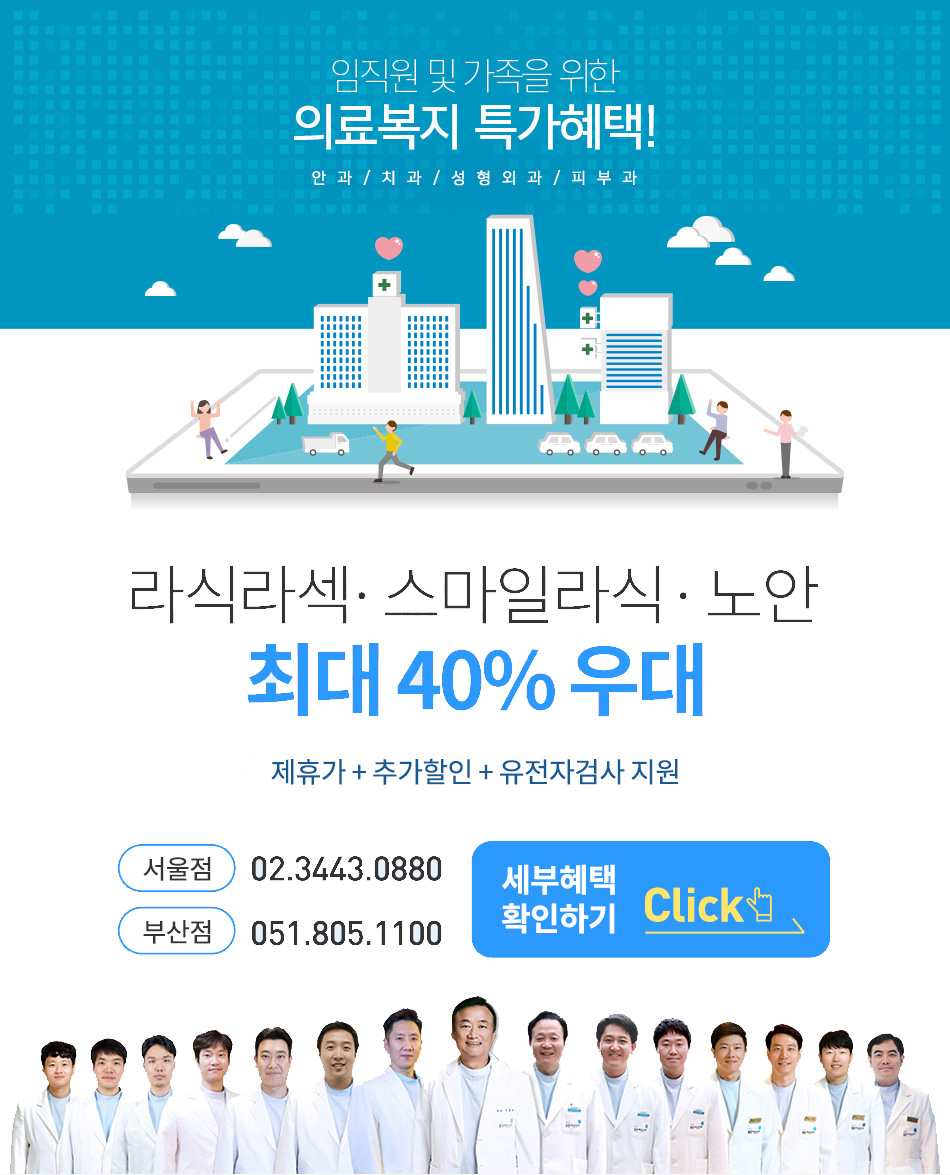 임직원 및 가족을 위한
의료복지 특가혜택!
안과/치과/성형외과/피부과
라식라섹· 스마일라식 · 노안
최대 40% 우대
제휴가 + 추가할인 + 유전자검사 지원
서울점 02.3443.0880
부산점 051.805.1100
세부혜택
확인하기 Click